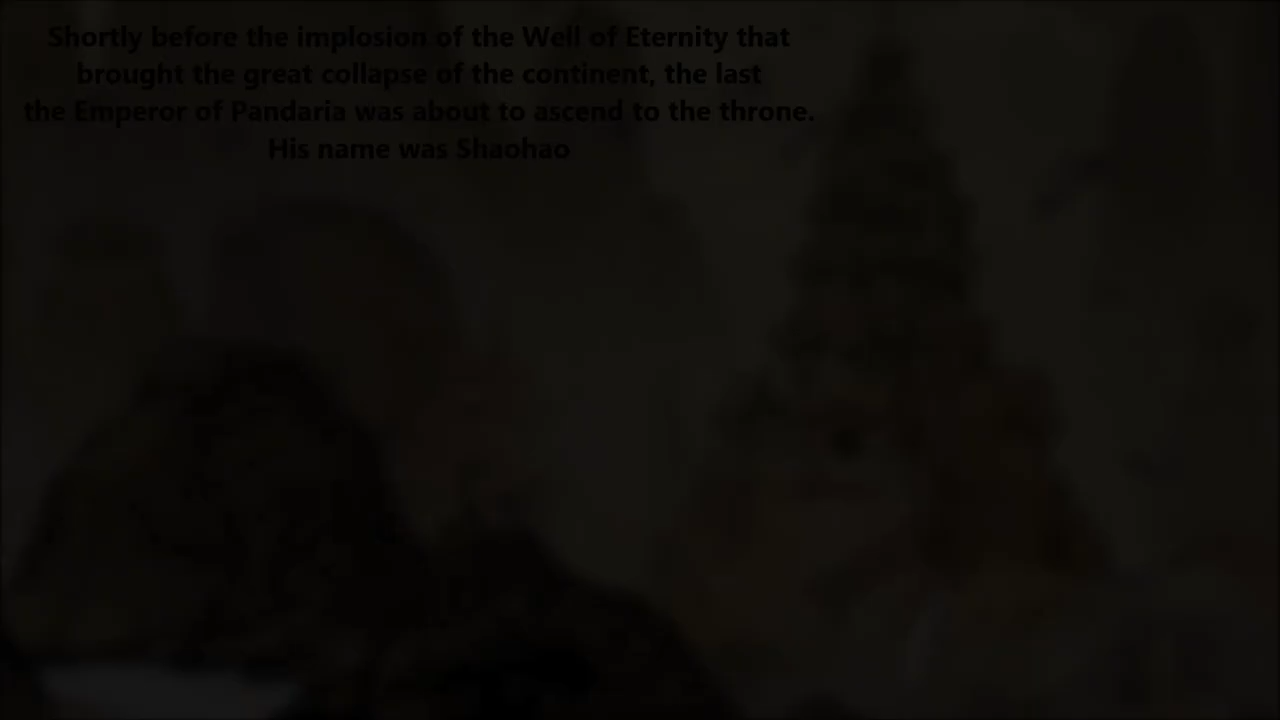 Shortly before the implosion of the Well of Eternity that
brought the great collapse of the continent, the last
the Emperor of Pandaria was about to ascend to the throne.
His name was Shaohao